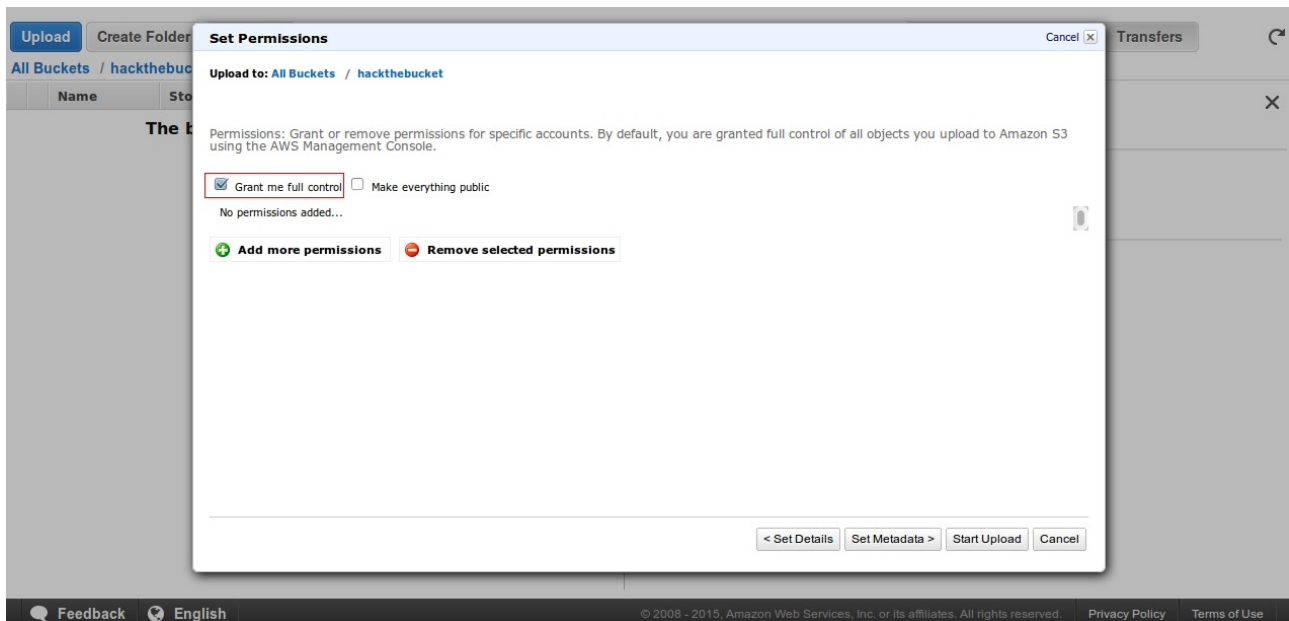 Upload
Create Folder
Transfers
All Buckets / hackthebuc
Name
Sto
The b
Set Permissions
Cancel
Upload to: All Buckets / hackthebucket
Permissions: Grant or remove permissions for specific accounts. By default, you are granted full control of all objects you upload to Amazon S3
using the AWS Management Console.
Grant me full control
Make everything public
No permissions added...
Add more permissions
Remove selected permissions
< Set Details
Set Metadata >
Start Upload
Cancel
Feedback
English
© 2008 - 2015, Amazon Web Services, Inc. or its affiliates. All rights reserved.
Privacy Policy
Terms of Use